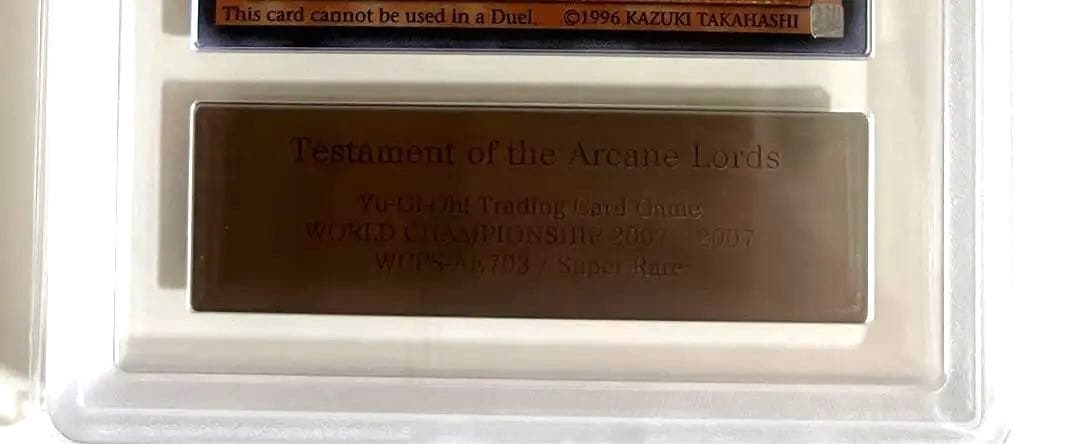 This card cannot be used in a Duel. ©1996 KAZUKI TAKAHASHI
Testament of the Arcane Lords
Yu-Gi-Oh! Trading Card Game
WORLD CHAMPIONSHIP 2007 / 2007
WCPS-AE703 / Super Rare